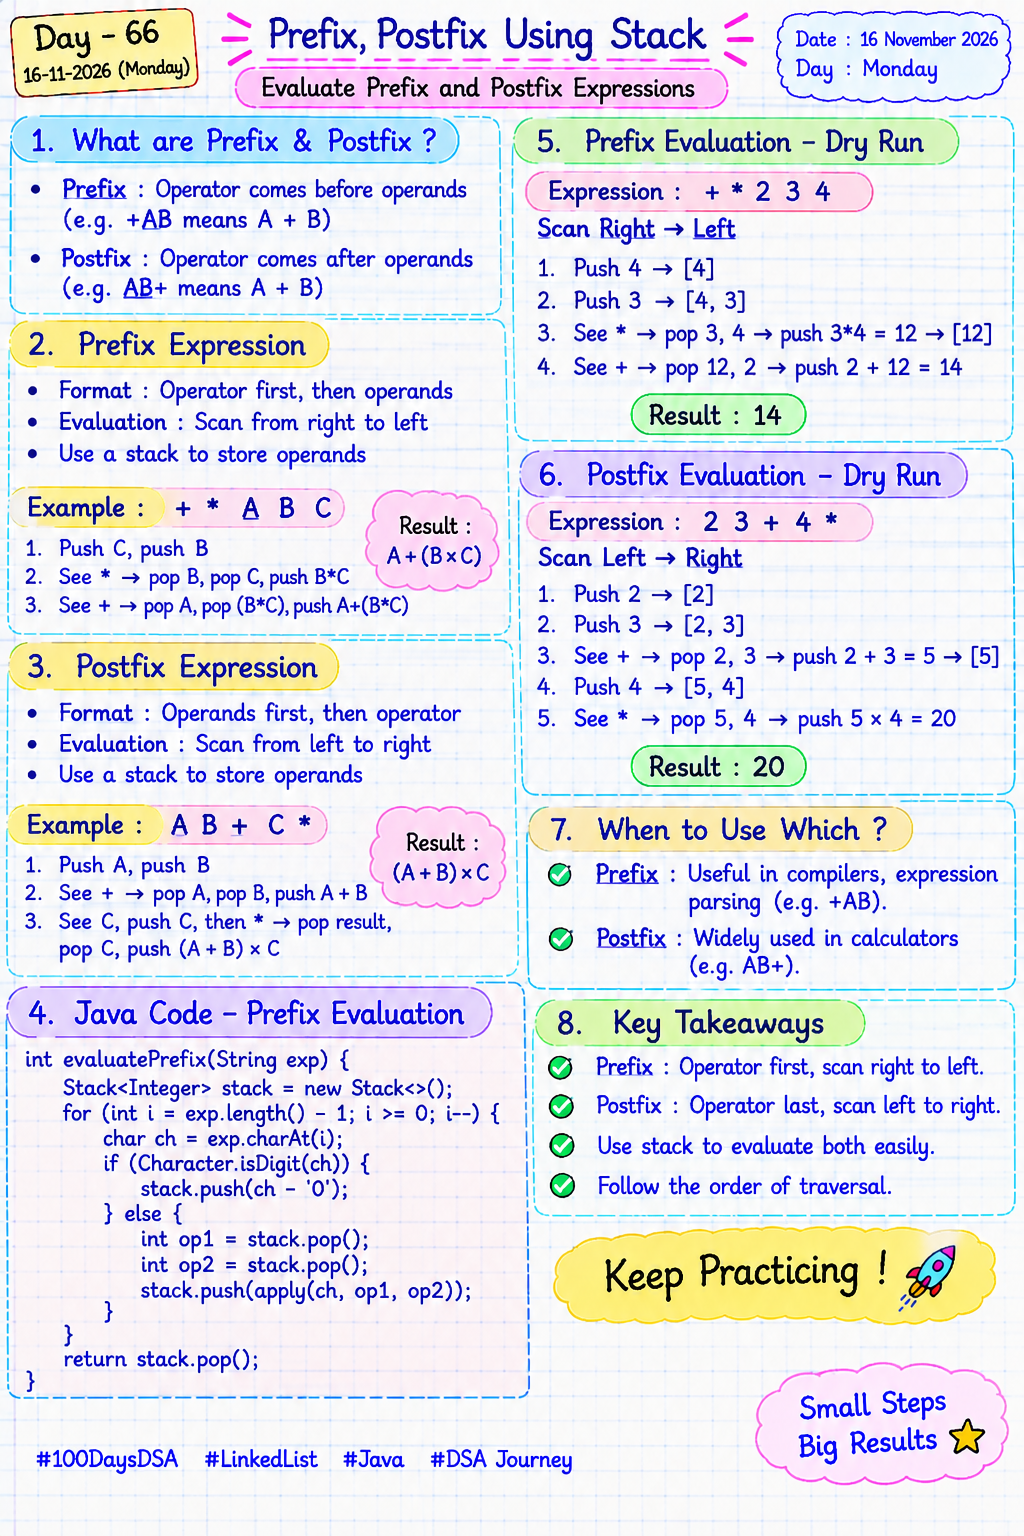 Day - 66
16-11-2026 (Monday)
Prefix, Postfix Using Stack
Evaluate Prefix and Postfix Expressions
Date : 16 November 2026
Day : Monday
1. What are Prefix & Postfix ?
• Prefix : Operator comes before operands
(e.g. +AB means A + B)
• Postfix : Operator comes after operands
(e.g. AB+ means A + B)
2. Prefix Expression
• Format : Operator first, then operands
• Evaluation : Scan from right to left
• Use a stack to store operands
Example : + * A B C
1. Push C, push B
2. See * → pop B, pop C, push B*C
3. See + → pop A, pop (B*C), push A+(B*C)
Result :
A + (B × C)
3. Postfix Expression
• Format : Operands first, then operator
• Evaluation : Scan from left to right
• Use a stack to store operands
Example : A B + C *
1. Push A, push B
2. See + → pop A, pop B, push A + B
3. See C, push C, then * → pop result,
pop C, push (A + B) × C
Result :
(A + B) × C
4. Java Code – Prefix Evaluation
int evaluatePrefix(String exp) {
Stack<Integer> stack = new Stack<>();
for (int i = exp.length() - 1; i >= 0; i--) {
char ch = exp.charAt(i);
if (Character.isDigit(ch)) {
stack.push(ch - '0');
} else {
int op1 = stack.pop();
int op2 = stack.pop();
stack.push(apply(ch, op1, op2));
}
}
return stack.pop();
}
5. Prefix Evaluation – Dry Run
Expression : + * 2 3 4
Scan Right → Left
1. Push 4 → [4]
2. Push 3 → [4, 3]
3. See * → pop 3, 4 → push 3*4 = 12 → [12]
4. See + → pop 12, 2 → push 2 + 12 = 14
Result : 14
6. Postfix Evaluation – Dry Run
Expression : 2 3 + 4 *
Scan Left → Right
1. Push 2 → [2]
2. Push 3 → [2, 3]
3. See + → pop 2, 3 → push 2 + 3 = 5 → [5]
4. Push 4 → [5, 4]
5. See * → pop 5, 4 → push 5 × 4 = 20
Result : 20
7. When to Use Which ?
Prefix : Useful in compilers, expression
parsing (e.g. +AB).
Postfix : Widely used in calculators
(e.g. AB+).
8. Key Takeaways
Prefix : Operator first, scan right to left.
Postfix : Operator last, scan left to right.
Use stack to evaluate both easily.
Follow the order of traversal.
Keep Practicing !
Small Steps
Big Results
#100DaysDSA #LinkedList #Java #DSA Journey